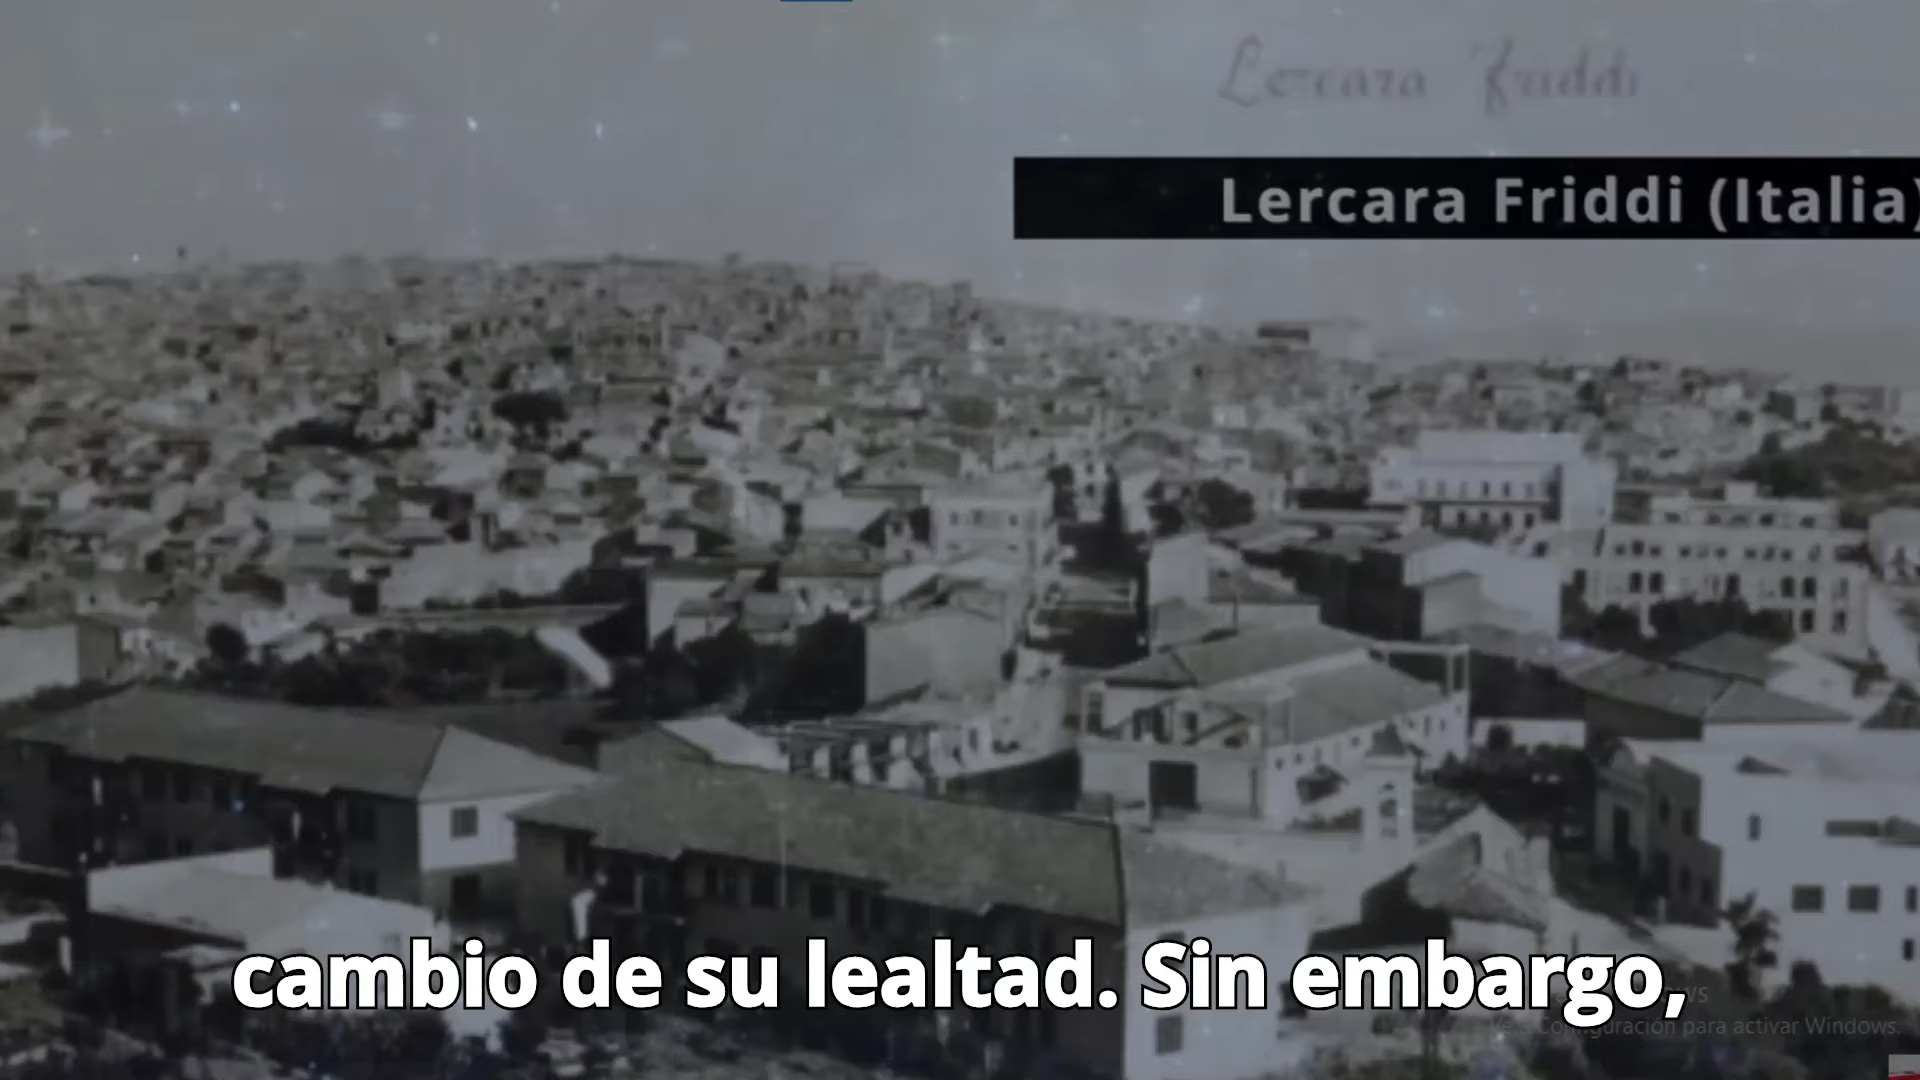 Lercara Friddi
Lercara Friddi (Italia)
cambio de su lealtad. Sin embargo,
Configuración para activar Windows.